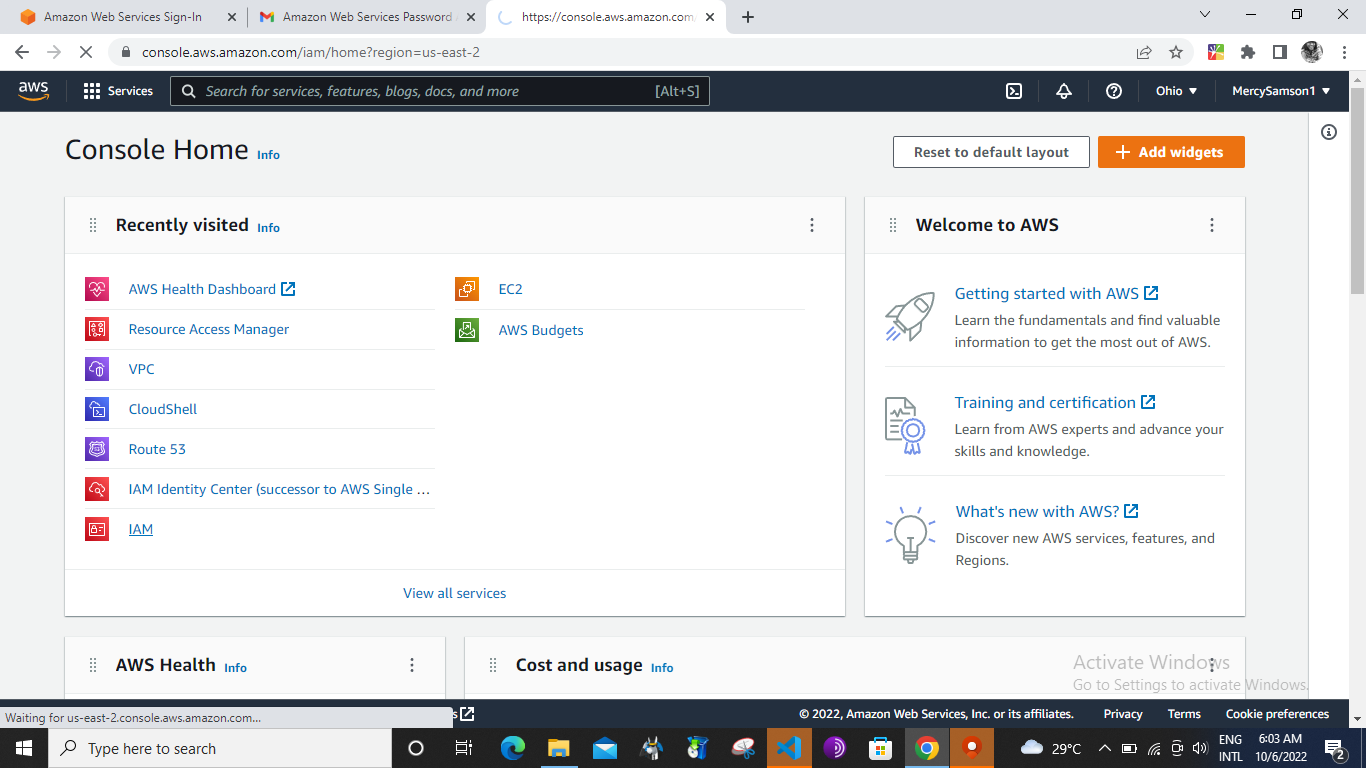 Amazon Web Services Sign-In
Amazon Web Services Password
https://console.aws.amazon.com
console.aws.amazon.com/iam/home?region=us-east-2
aws
Services
Search for services, features, blogs, docs, and more
[Alt+S]
Ohio
MercySamson1
Console Home Info
Reset to default layout
Add widgets
Recently visited Info
AWS Health Dashboard
Resource Access Manager
VPC
CloudShell
Route 53
IAM Identity Center (successor to AWS Single ...
IAM
EC2
AWS Budgets
View all services
Welcome to AWS
Getting started with AWS
Learn the fundamentals and find valuable
information to get the most out of AWS.
Training and certification
Learn from AWS experts and advance your
skills and knowledge.
What's new with AWS?
Discover new AWS services, features, and
Regions.
AWS Health Info
Cost and usage Info
Activate Windows
Go to Settings to activate Windows.
Waiting for us-east-2.console.aws.amazon.com...
© 2022, Amazon Web Services, Inc. or its affiliates.
Privacy
Terms
Cookie preferences
Type here to search
29°C
ENG
INTL
6:03 AM
10/6/2022
2